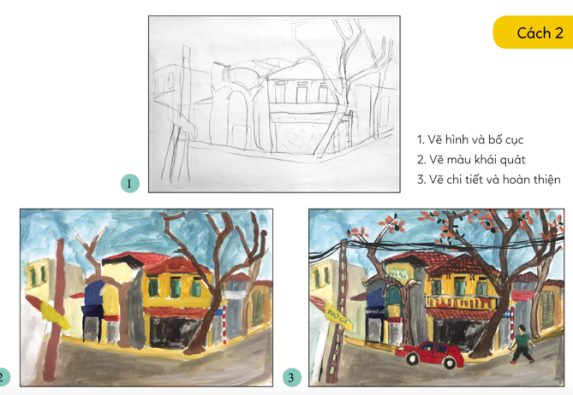 Cách 2
1
1. Vẽ hình và bố cục
2. Vẽ màu khái quát
3. Vẽ chi tiết và hoàn thiện
2
3